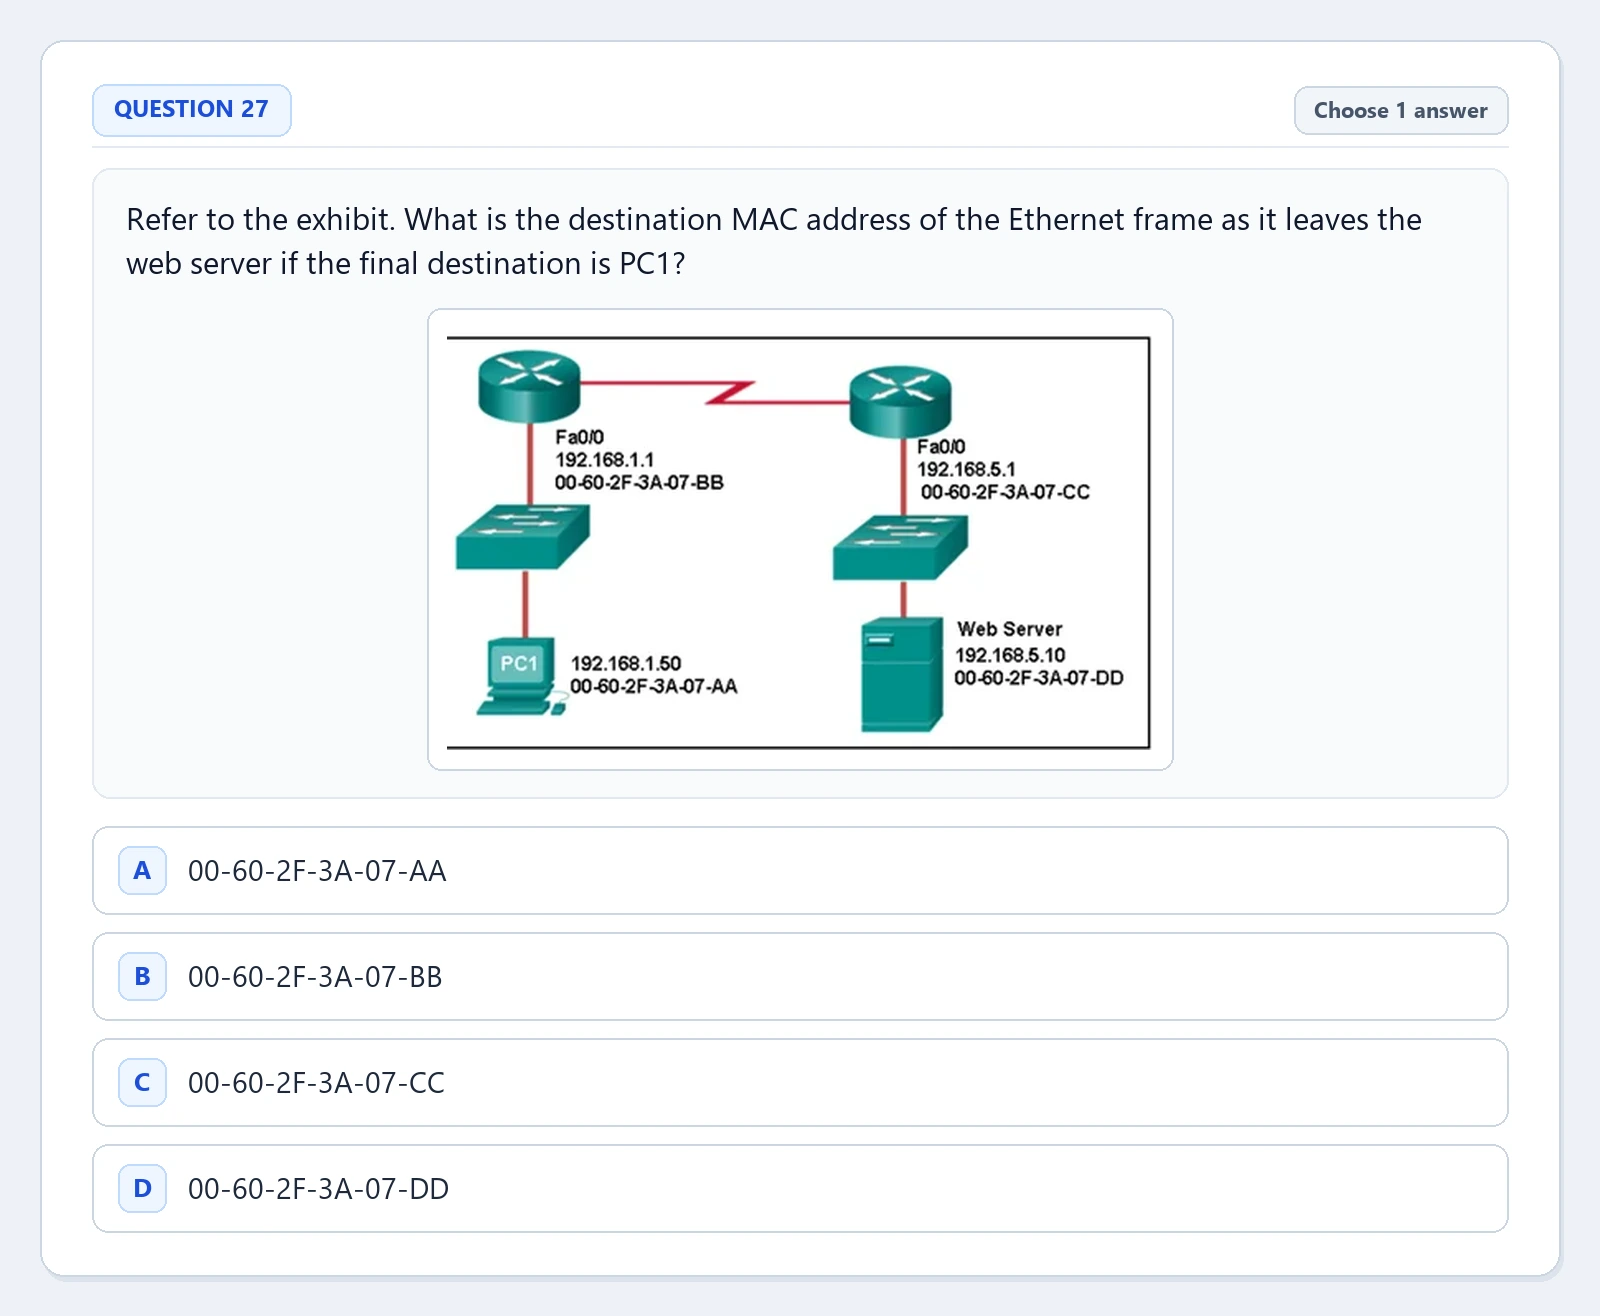 QUESTION 27
Choose 1 answer
Refer to the exhibit. What is the destination MAC address of the Ethernet frame as it leaves the
web server if the final destination is PC1?
Fa0/0
192.168.1.1
00-60-2F-3A-07-BB
Fa0/0
192.168.5.1
00-60-2F-3A-07-CC
PC1
192.168.1.50
00-60-2F-3A-07-AA
Web Server
192.168.5.10
00-60-2F-3A-07-DD
A 00-60-2F-3A-07-AA
B 00-60-2F-3A-07-BB
C 00-60-2F-3A-07-CC
D 00-60-2F-3A-07-DD